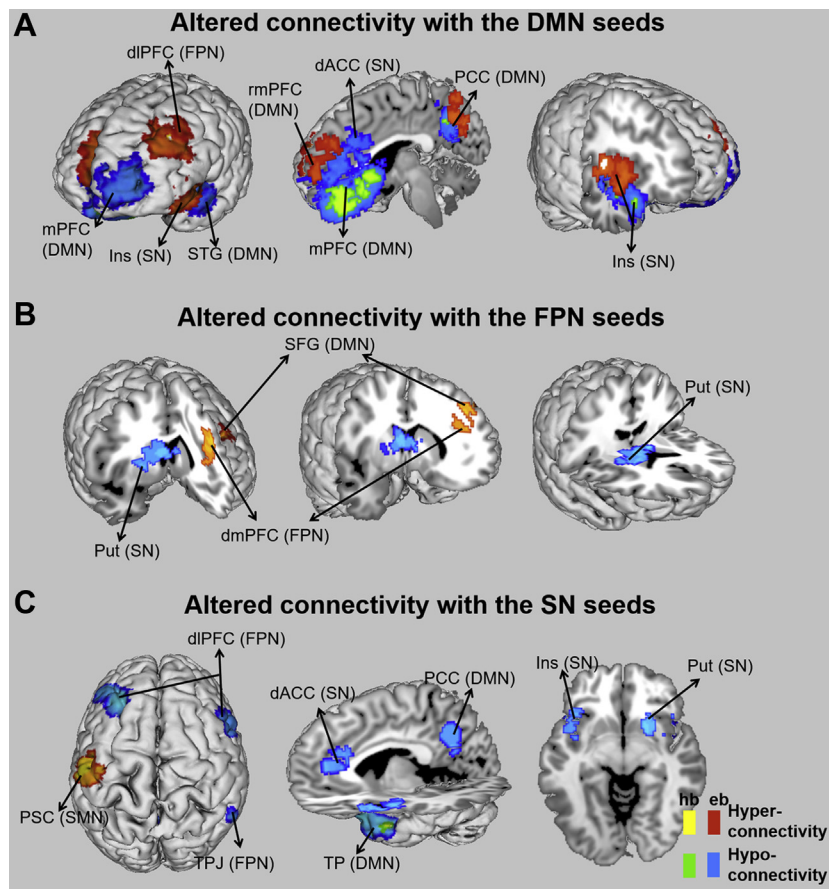 A
Altered connectivity with the DMN seeds
dlPFC (FPN)
dACC (SN)
PCC (DMN)
rmPFC
(DMN)
mPFC
(DMN)
Ins (SN)
STG (DMN)
mPFC (DMN)
Ins (SN)
B
Altered connectivity with the FPN seeds
SFG (DMN)
Put (SN)
dmPFC (FPN)
Put (SN)
C
Altered connectivity with the SN seeds
dlPFC (FPN)
dACC (SN)
PCC (DMN)
Ins (SN)
Put (SN)
PSC (SMN)
TPJ (FPN)
TP (DMN)
hb eb
Hyper-
connectivity
Hypo-
connectivity